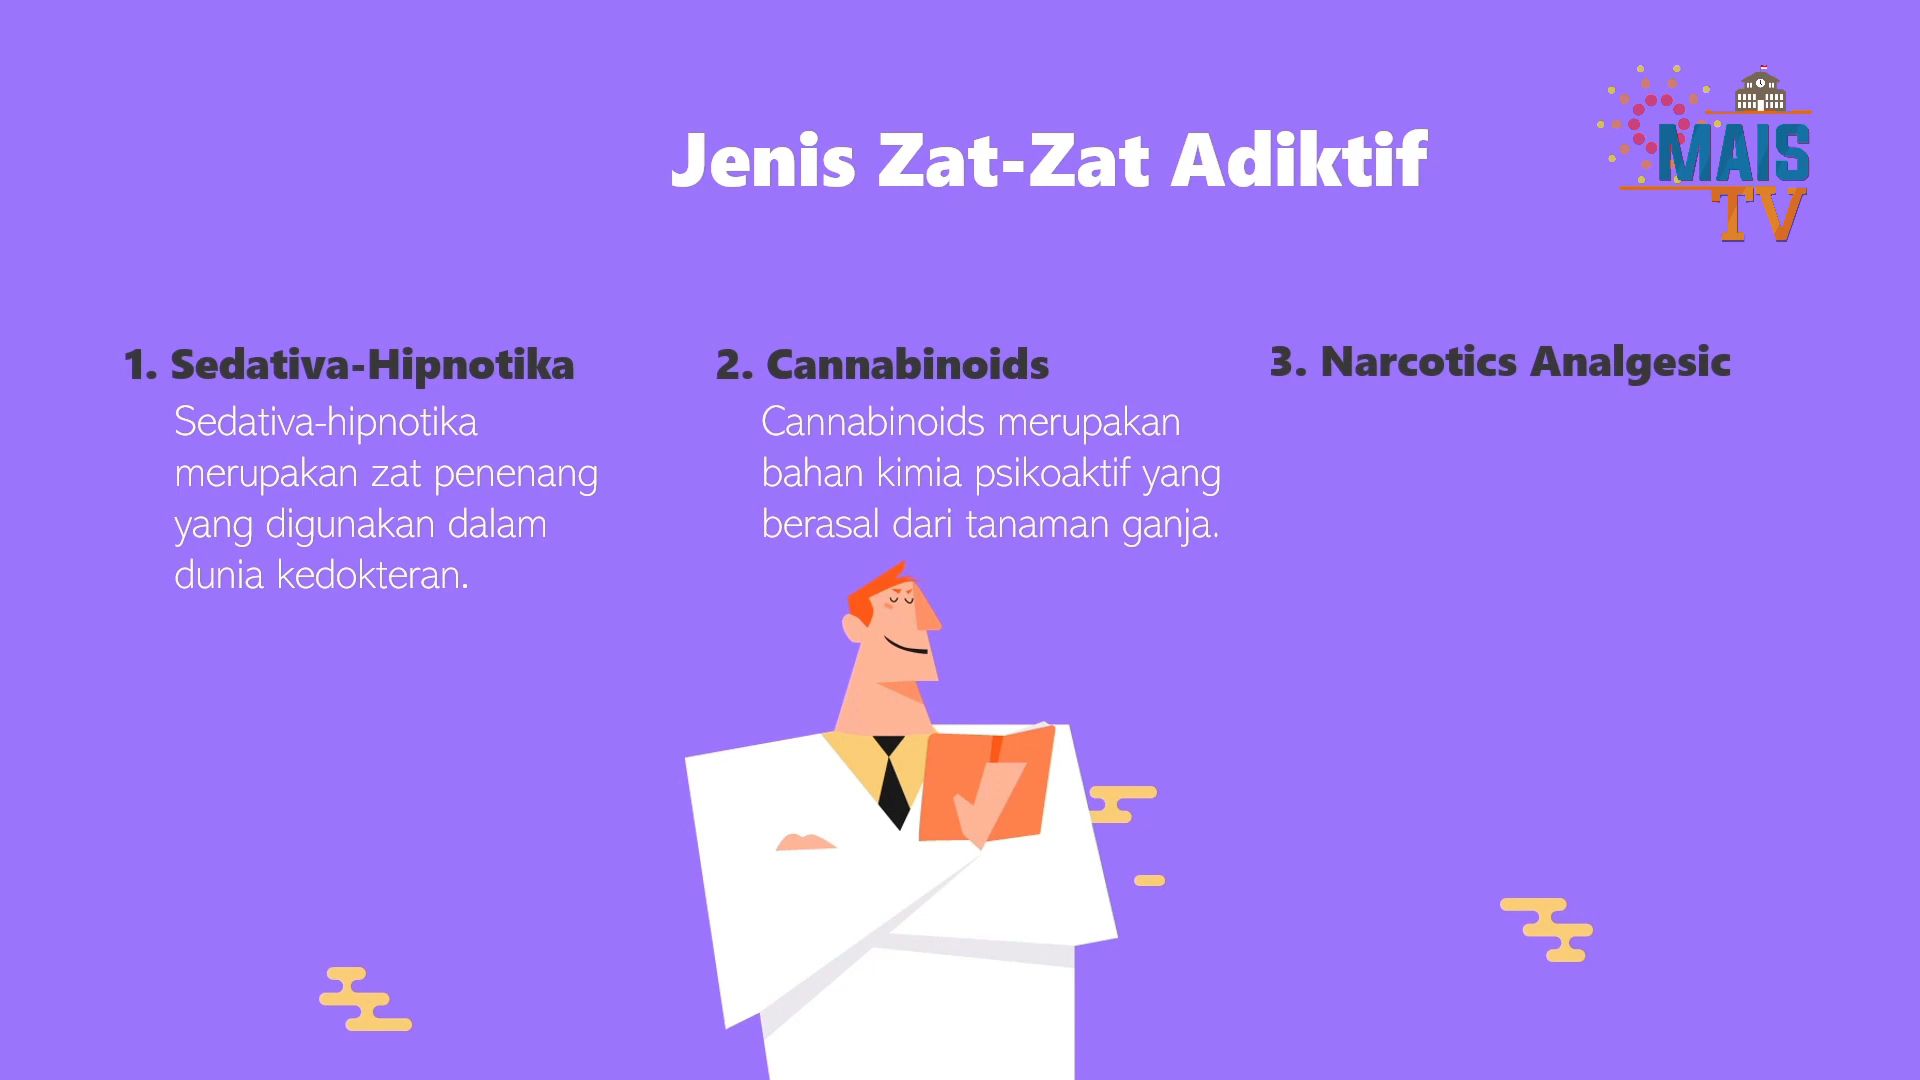 Jenis Zat-Zat Adiktif
MAIS
TV
1. Sedativa-Hipnotika
Sedativa-hipnotika
merupakan zat penenang
yang digunakan dalam
dunia kedokteran.
2. Cannabinoids
Cannabinoids merupakan
bahan kimia psikoaktif yang
berasal dari tanaman ganja.
3. Narcotics Analgesic